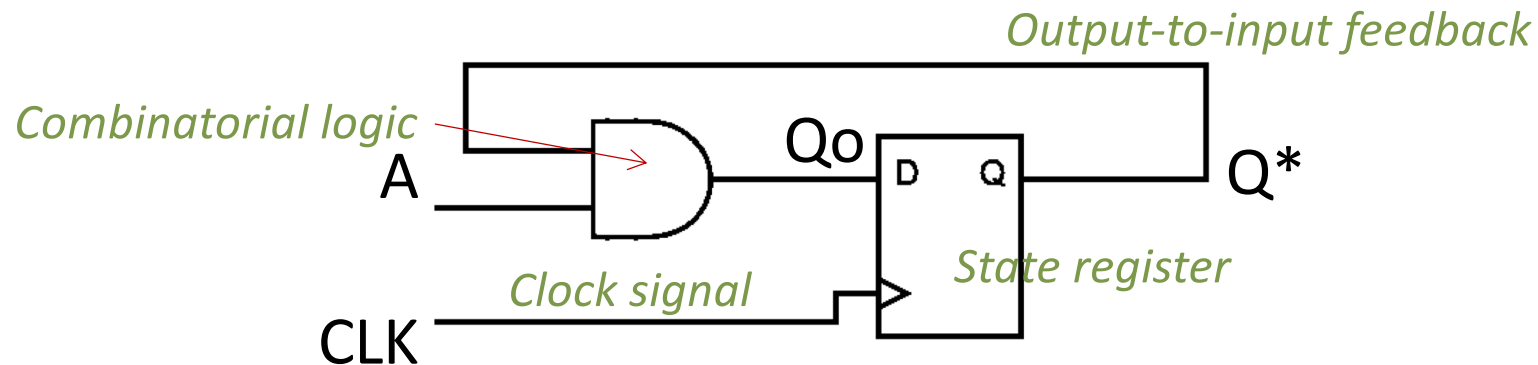 Output-to-input feedback
Combinatorial logic
A
Qo
D
Q
Q*
Clock signal
State register
CLK